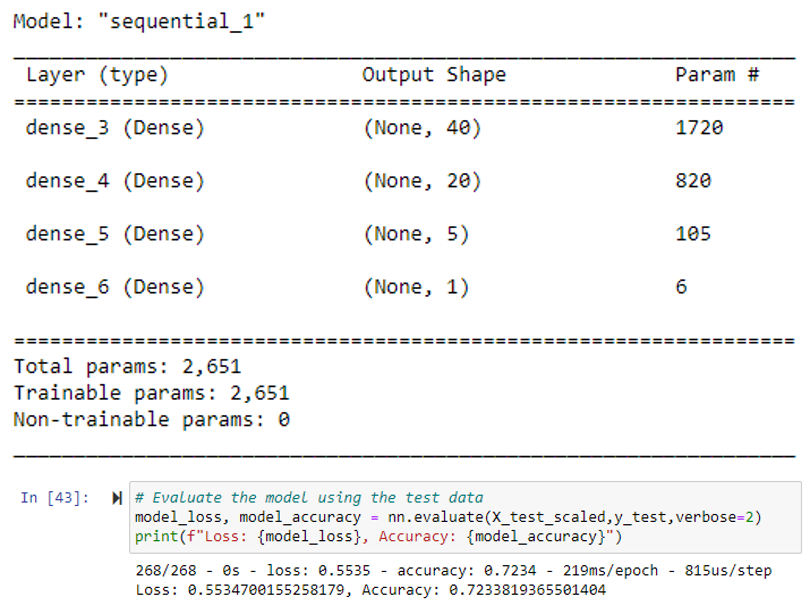 Model: "sequential_1"
Layer (type) Output Shape Param #
dense_3 (Dense) (None, 40) 1720
dense_4 (Dense) (None, 20) 820
dense_5 (Dense) (None, 5) 105
dense_6 (Dense) (None, 1) 6
Total params: 2,651
Trainable params: 2,651
Non-trainable params: 0
In [43]: # Evaluate the model using the test data
model_loss, model_accuracy = nn.evaluate(X_test_scaled,y_test,verbose=2)
print(f"Loss: {model_loss}, Accuracy: {model_accuracy}")
268/268 - 0s - loss: 0.5535 - accuracy: 0.7234 - 219ms/epoch - 815us/step
Loss: 0.5534700155258179, Accuracy: 0.7233819365501404